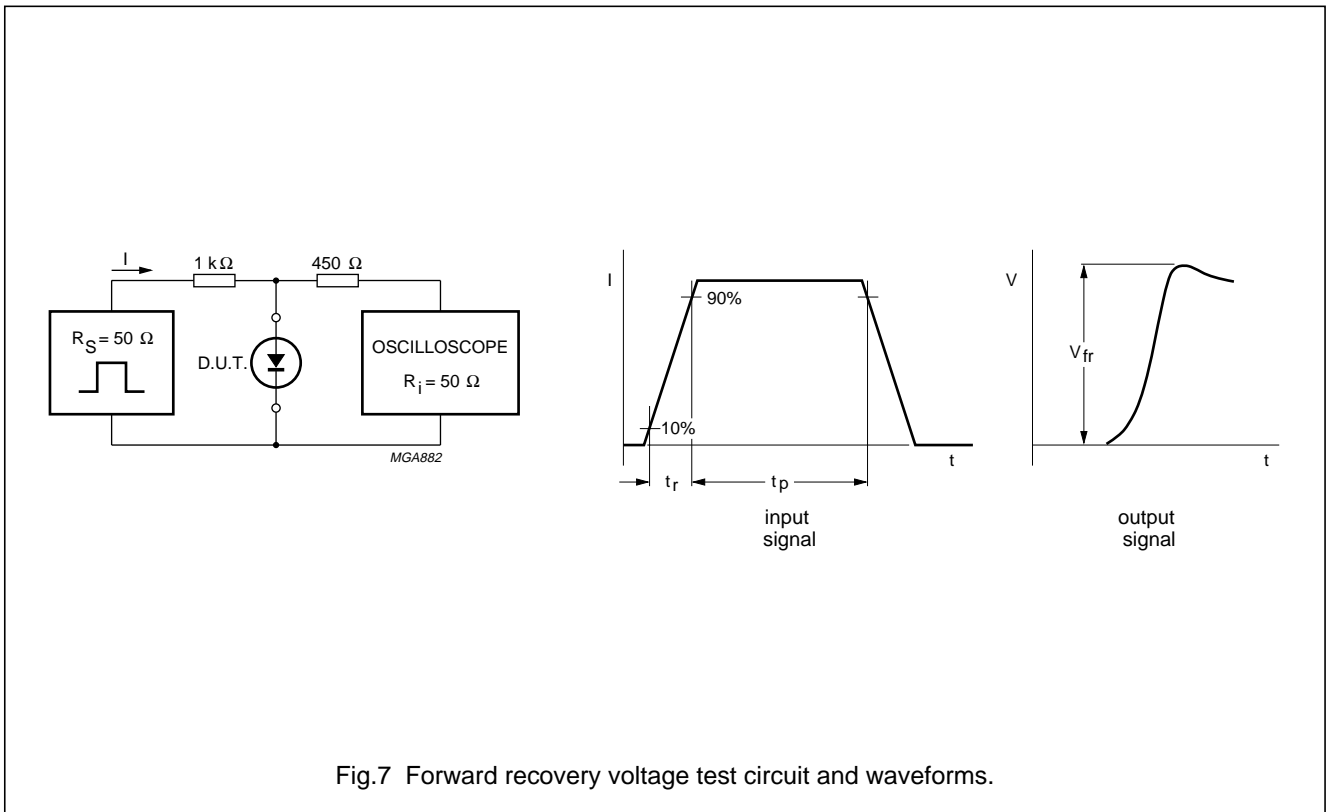 I
1 kΩ
450 Ω
R_S = 50 Ω
D.U.T.
OSCILLOSCOPE
R_i = 50 Ω
MGA882
I
90%
10%
t
t_r
t_p
input
signal
V
V_fr
t
output
signal
Fig.7 Forward recovery voltage test circuit and waveforms.